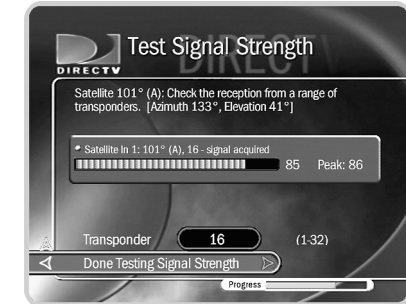 DIRECTV
Test Signal Strength
DIRECTV
Satellite 101° (A): Check the reception from a range of
transponders. [Azimuth 133°, Elevation 41°]
Satellite In 1: 101° (A), 16 - signal acquired
85 Peak: 86
Transponder 16 (1-32)
Done Testing Signal Strength
Progress